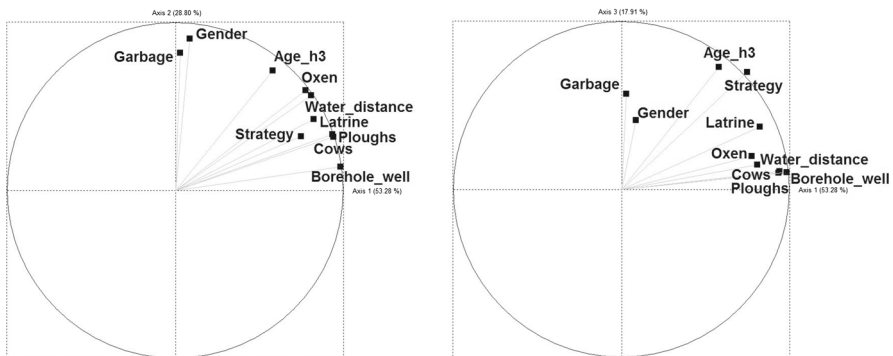 Axis 2 (28.80 %)
Gender
Garbage
Age_h3
Oxen
Water_distance
Latrine
Strategy
Ploughs
Cows
Borehole_well
Axis 1 (53.28 %)
Axis 3 (17.91 %)
Age_h3
Strategy
Garbage
Gender
Latrine
Oxen
Water_distance
Cows
Borehole_well
Ploughs
Axis 1 (53.28 %)